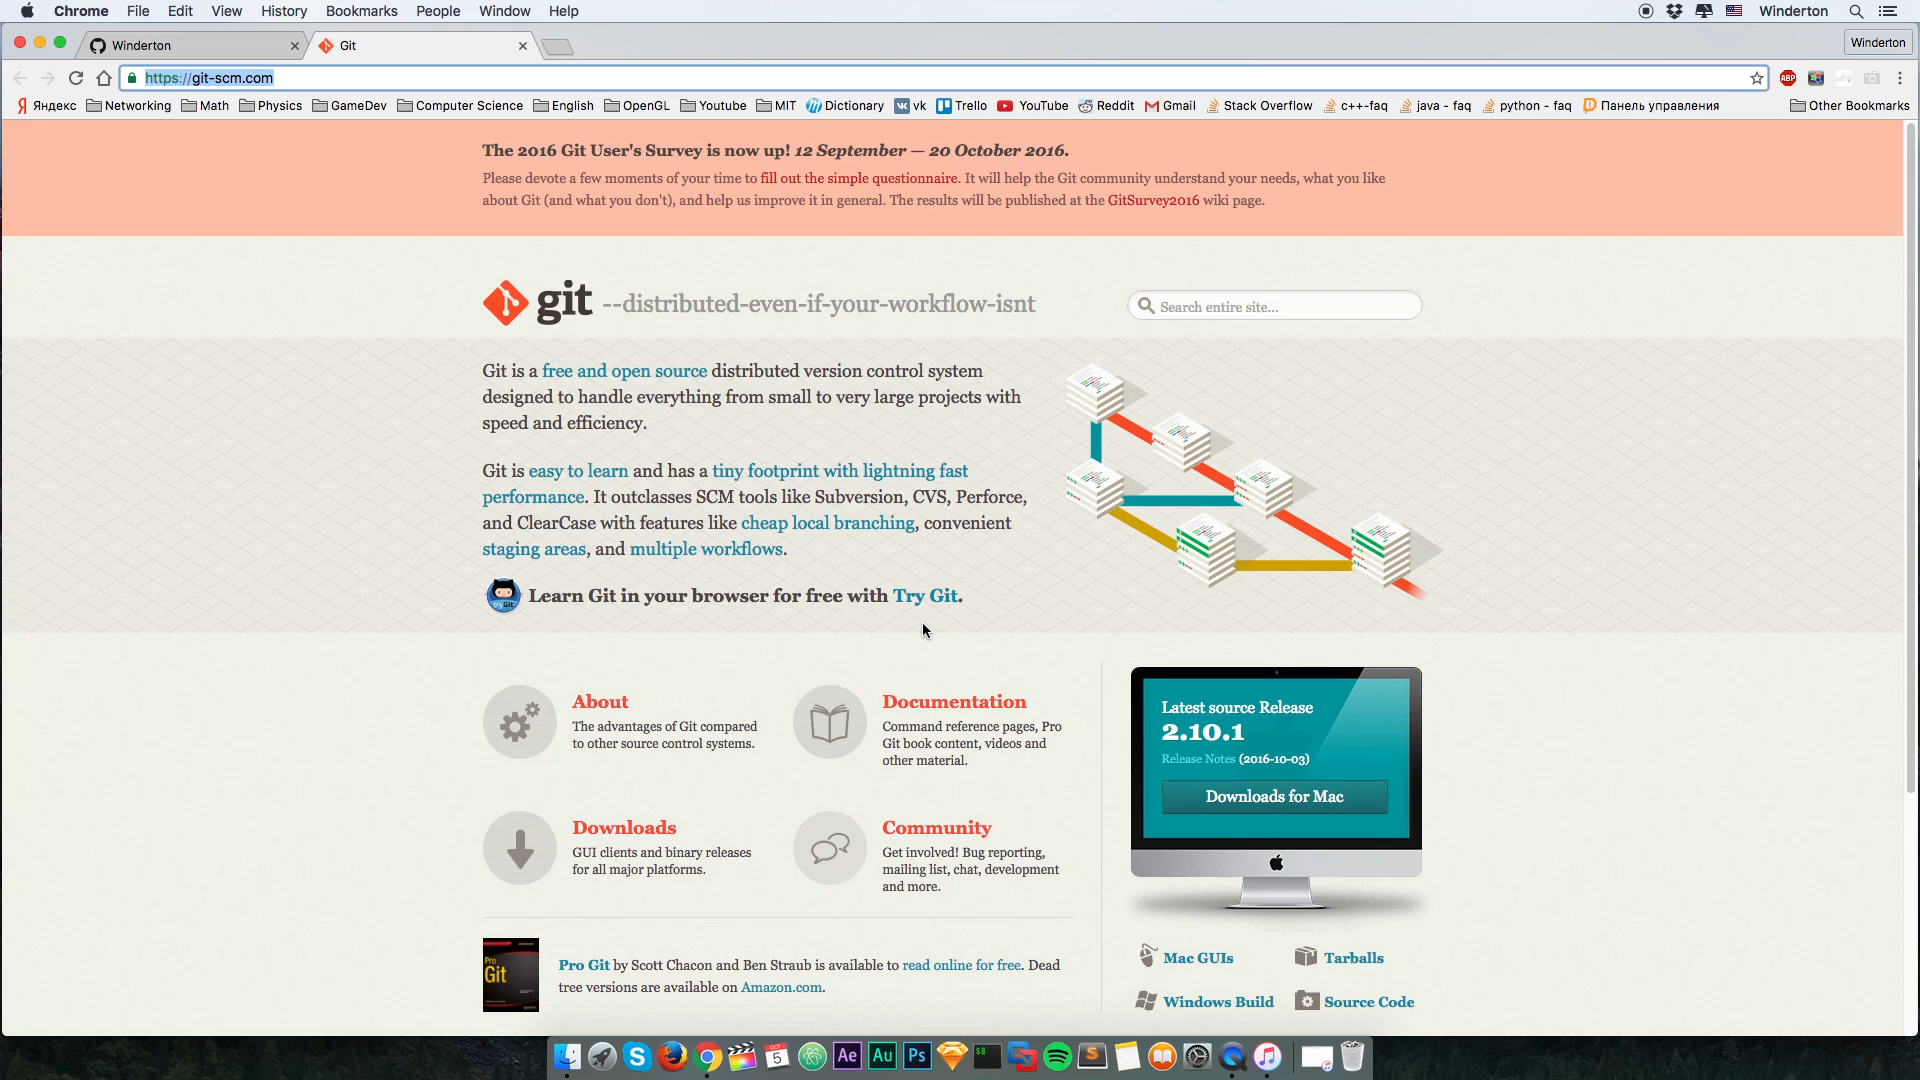 Chrome File Edit View History Bookmarks People Window Help Winderton
Winderton Git Winderton
https://git-scm.com ABP
Яндекс Networking Math Physics GameDev Computer Science English OpenGL Youtube MIT Dictionary vk Trello YouTube Reddit Gmail Stack Overflow c++-faq java - faq python - faq Панель управления Other Bookmarks
The 2016 Git User's Survey is now up! 12 September — 20 October 2016.
Please devote a few moments of your time to fill out the simple questionnaire. It will help the Git community understand your needs, what you like
about Git (and what you don't), and help us improve it in general. The results will be published at the GitSurvey2016 wiki page.
git --distributed-even-if-your-workflow-isnt
Search entire site...
Git is a free and open source distributed version control system
designed to handle everything from small to very large projects with
speed and efficiency.
Git is easy to learn and has a tiny footprint with lightning fast
performance. It outclasses SCM tools like Subversion, CVS, Perforce,
and ClearCase with features like cheap local branching, convenient
staging areas, and multiple workflows.
tryGit Learn Git in your browser for free with Try Git.
About
The advantages of Git compared
to other source control systems.
Documentation
Command reference pages, Pro
Git book content, videos and
other material.
Downloads
GUI clients and binary releases
for all major platforms.
Community
Get involved! Bug reporting,
mailing list, chat, development
and more.
Latest source Release
2.10.1
Release Notes (2016-10-03)
Downloads for Mac
Pro
Git
Pro Git by Scott Chacon and Ben Straub is available to read online for free. Dead
tree versions are available on Amazon.com.
Mac GUIs Tarballs
Windows Build Source Code
OCT 5 Ae Au Ps